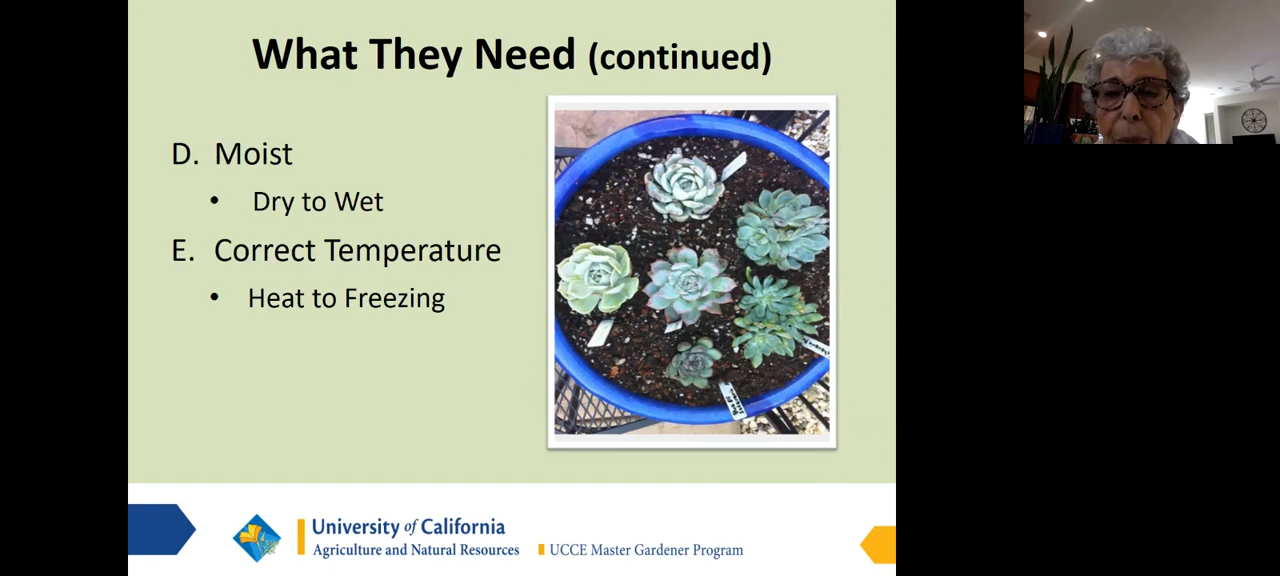 What They Need (continued)
D. Moist
• Dry to Wet
E. Correct Temperature
• Heat to Freezing
University of California
Agriculture and Natural Resources
UCCE Master Gardener Program